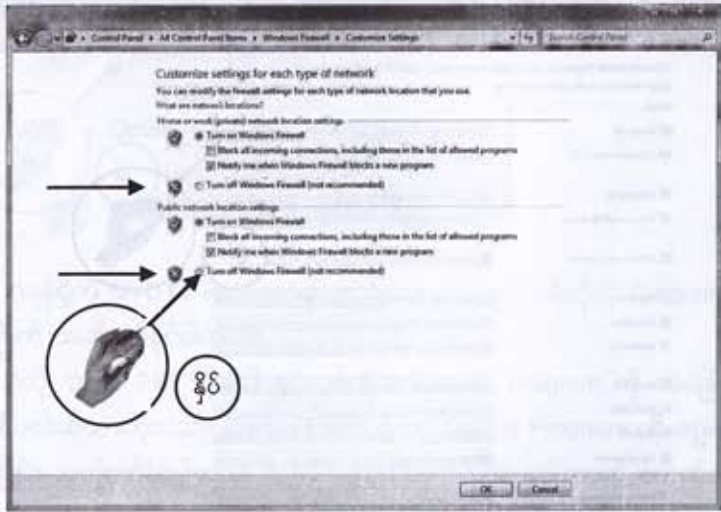 Control Panel ▸ All Control Panel Items ▸ Windows Firewall ▸ Customize Settings
Search Control Panel
Customize settings for each type of network
You can modify the firewall settings for each type of network location that you use.
What are network locations?
Home or work (private) network location settings
Turn on Windows Firewall
Block all incoming connections, including those in the list of allowed programs
Notify me when Windows Firewall blocks a new program
Turn off Windows Firewall (not recommended)
Public network location settings
Turn on Windows Firewall
Block all incoming connections, including those in the list of allowed programs
Notify me when Windows Firewall blocks a new program
Turn off Windows Firewall (not recommended)
နှိပ်
OK Cancel